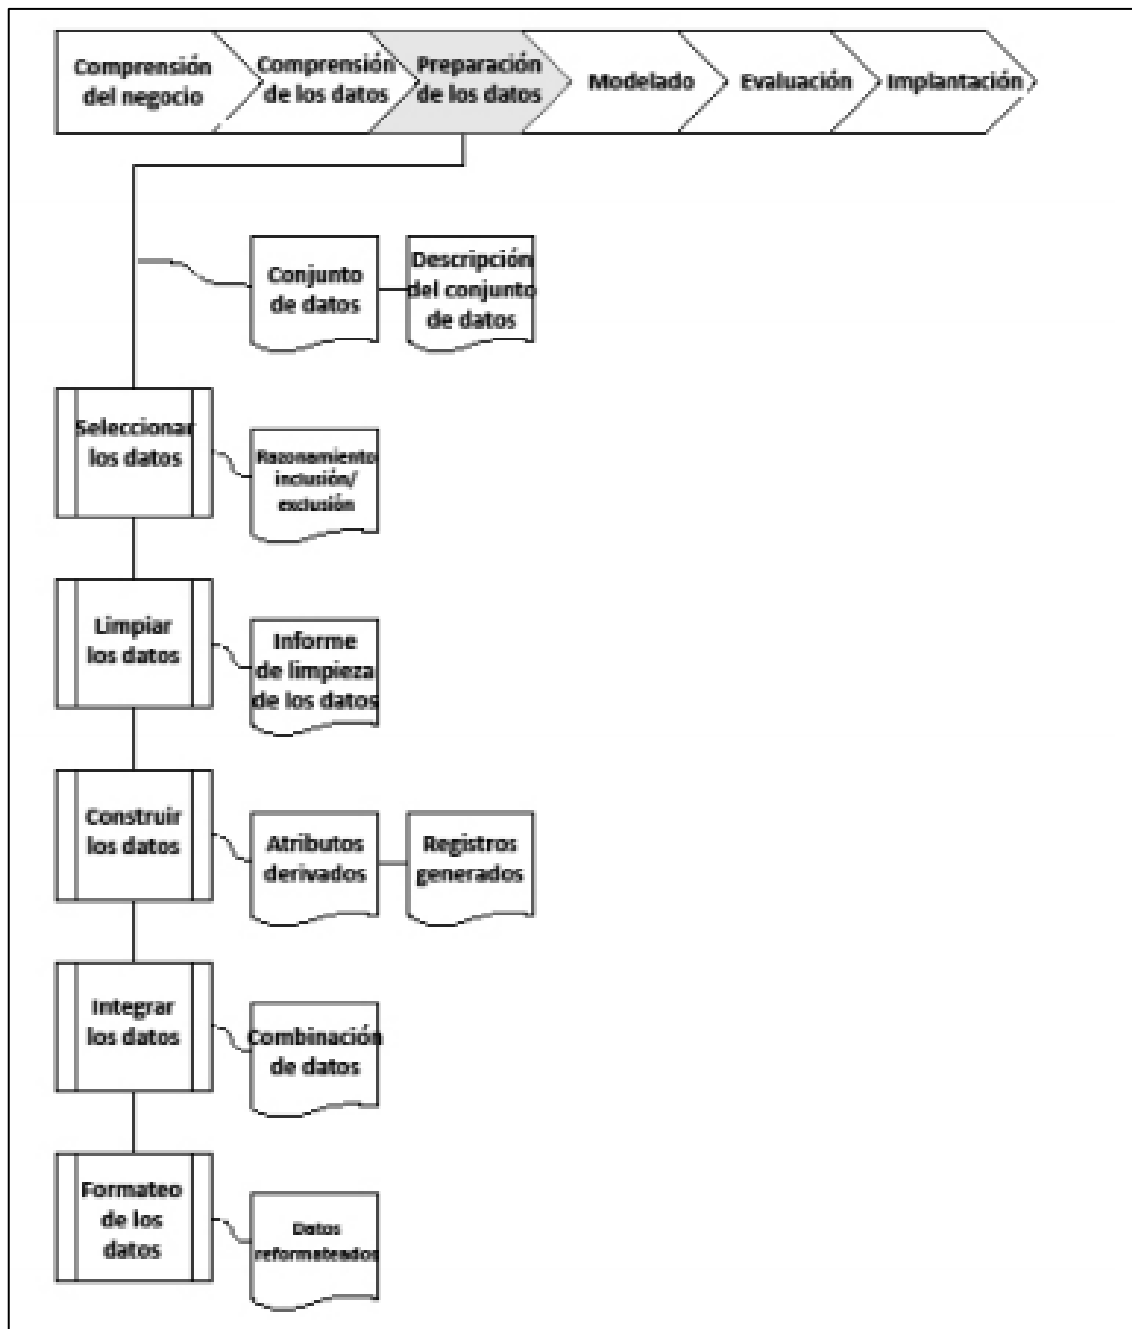 Comprensión
del negocio
Comprensión
de los datos
Preparación
de los datos
Modelado
Evaluación
Implantación
Conjunto
de datos
Descripción
del conjunto
de datos
Seleccionar
los datos
Razonamiento
inclusión/
exclusión
Limpiar
los datos
Informe
de limpieza
de los datos
Construir
los datos
Atributos
derivados
Registros
generados
Integrar
los datos
Combinación
de datos
Formateo
de los
datos
Datos
reformateados